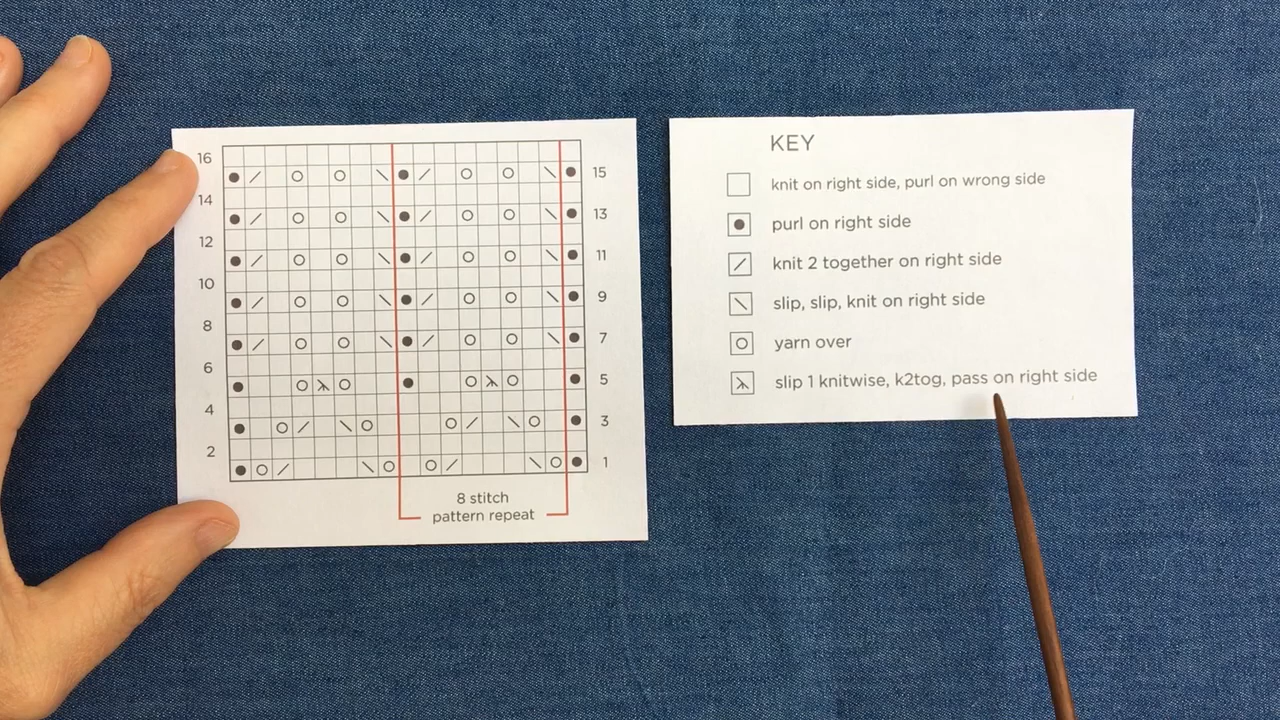 16
15
14
13
12
11
10
9
8
7
6
5
4
3
2
1
8 stitch
pattern repeat
KEY
knit on right side, purl on wrong side
purl on right side
knit 2 together on right side
slip, slip, knit on right side
yarn over
slip 1 knitwise, k2tog, pass on right side